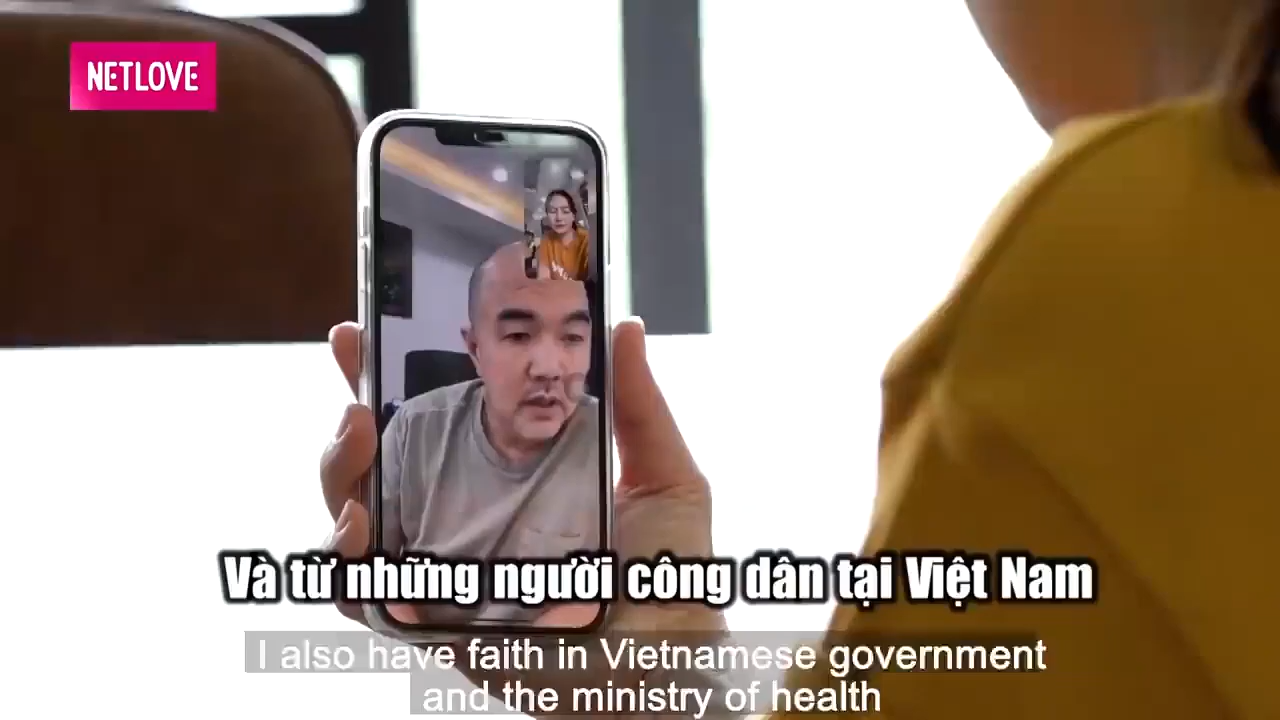 NETLOVE
Và từ những người công dân tại Việt Nam
I also have faith in Vietnamese government
and the ministry of health